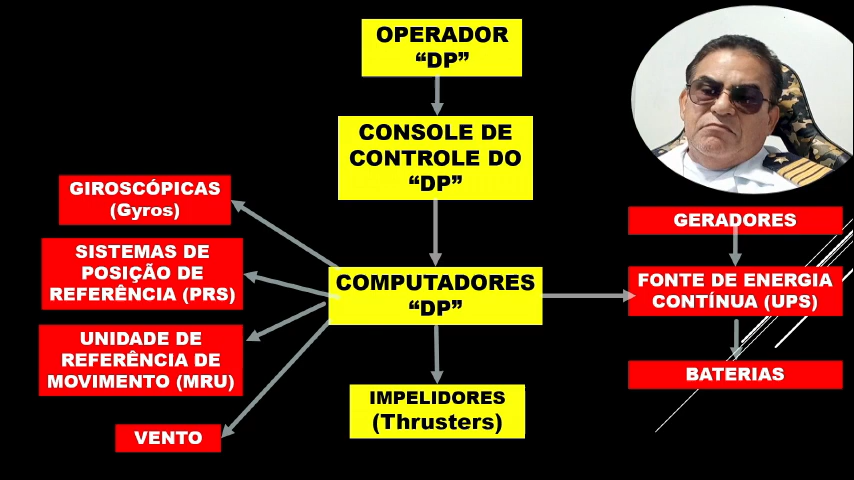 OPERADOR
“DP”
CONSOLE DE
CONTROLE DO
“DP”
GIROSCÓPICAS
(Gyros)
SISTEMAS DE
POSIÇÃO DE
REFERÊNCIA (PRS)
UNIDADE DE
REFERÊNCIA DE
MOVIMENTO (MRU)
VENTO
COMPUTADORES
“DP”
IMPELIDORES
(Thrusters)
GERADORES
FONTE DE ENERGIA
CONTÍNUA (UPS)
BATERIAS